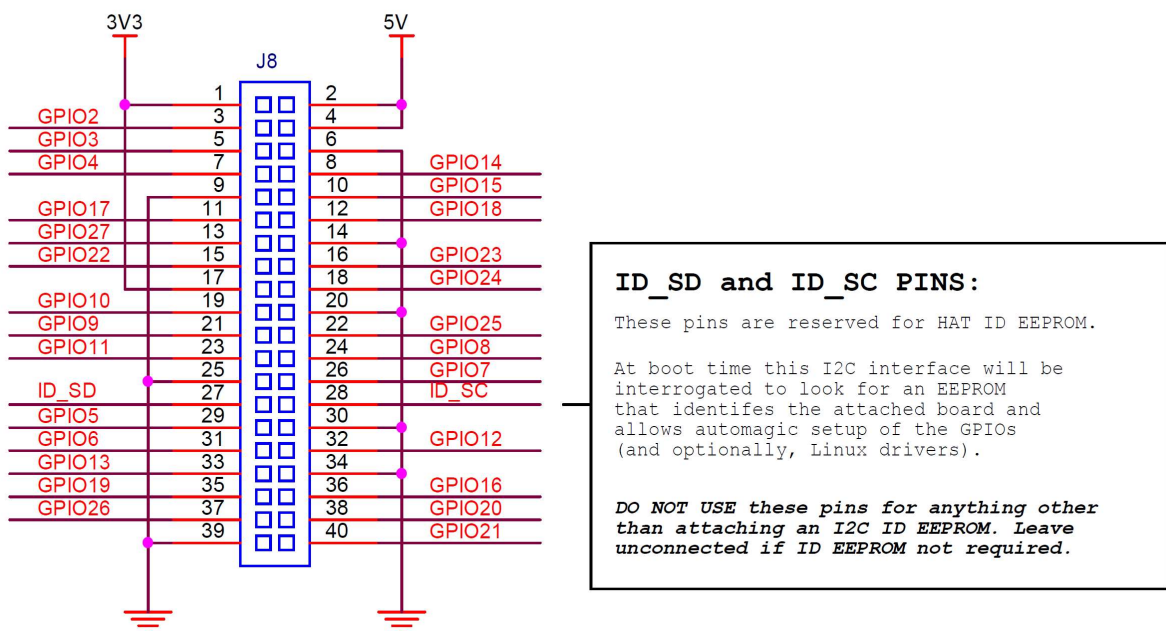 3V3 5V
J8
1 2
GPIO2 3 4
GPIO3 5 6
GPIO4 7 8 GPIO14
9 10 GPIO15
GPIO17 11 12 GPIO18
GPIO27 13 14
GPIO22 15 16 GPIO23
17 18 GPIO24
GPIO10 19 20
GPIO9 21 22 GPIO25
GPIO11 23 24 GPIO8
25 26 GPIO7
ID_SD 27 28 ID_SC
GPIO5 29 30
GPIO6 31 32 GPIO12
GPIO13 33 34
GPIO19 35 36 GPIO16
GPIO26 37 38 GPIO20
39 40 GPIO21
ID_SD and ID_SC PINS:
These pins are reserved for HAT ID EEPROM.
At boot time this I2C interface will be
interrogated to look for an EEPROM
that identifes the attached board and
allows automagic setup of the GPIOs
(and optionally, Linux drivers).
DO NOT USE these pins for anything other
than attaching an I2C ID EEPROM. Leave
unconnected if ID EEPROM not required.